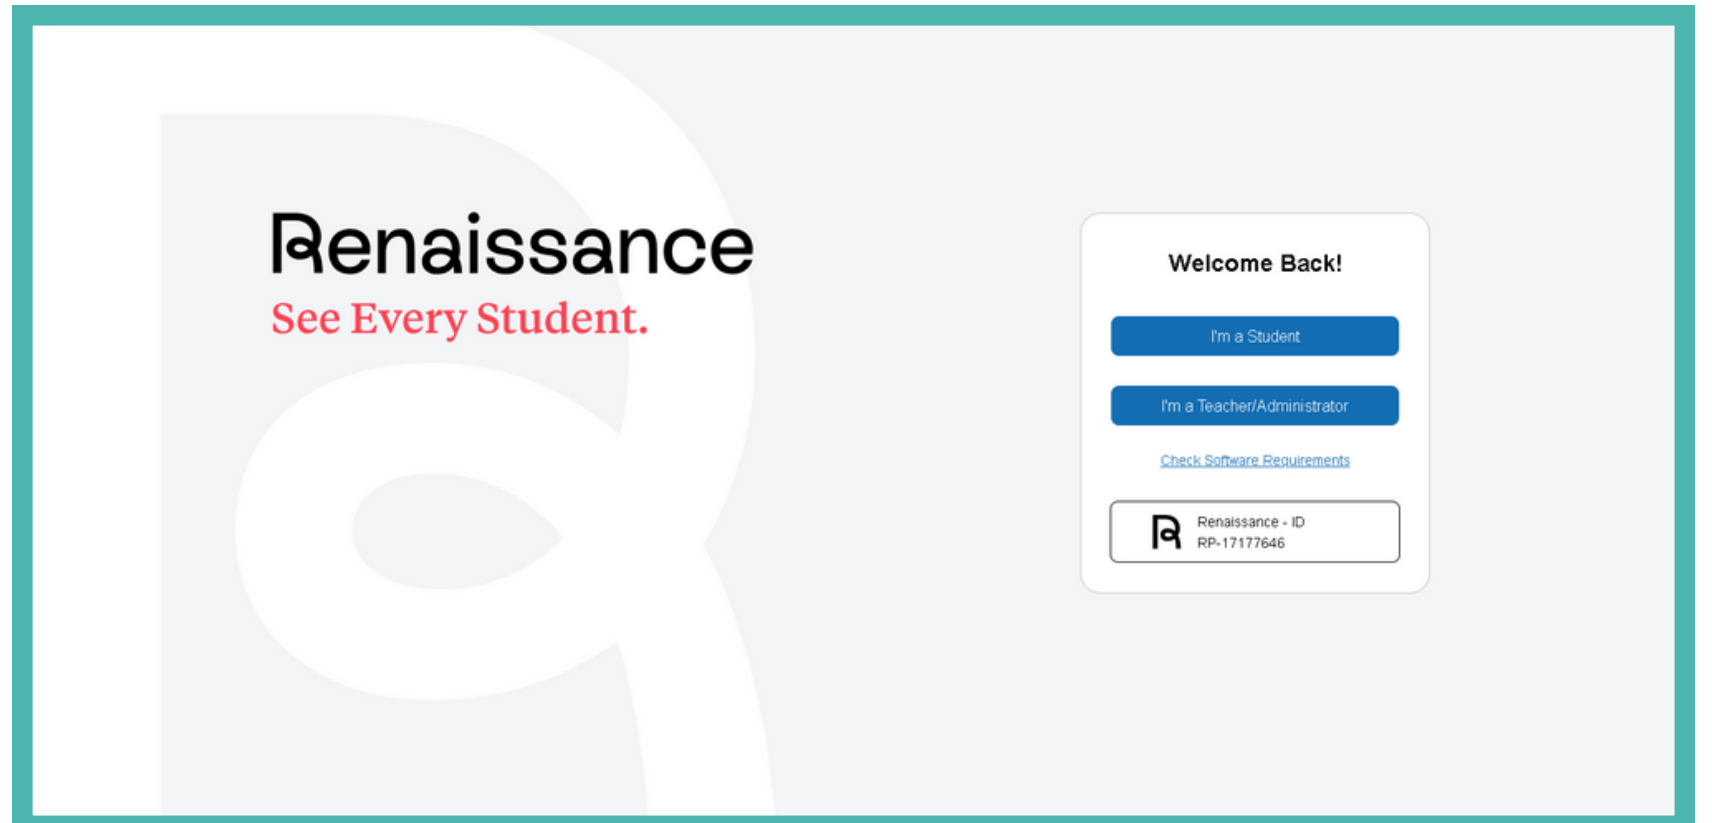 Renaissance
See Every Student.
Welcome Back!
I'm a Student
I'm a Teacher/Administrator
Check Software Requirements
Renaissance - ID
RP-17177646